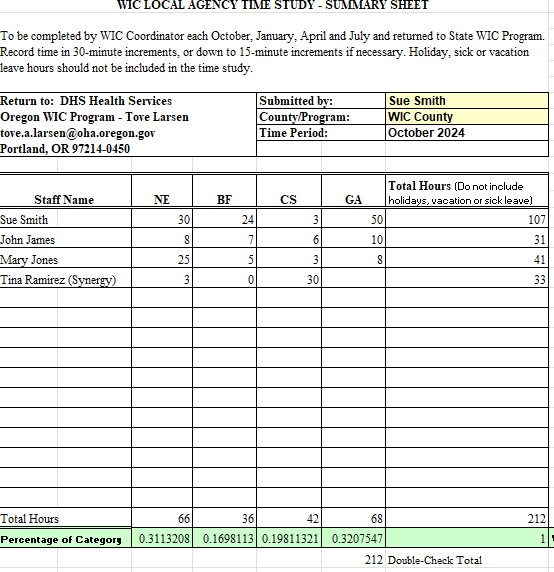 WIC LOCAL AGENCY TIME STUDY - SUMMARY SHEET
To be completed by WIC Coordinator each October, January, April and July and returned to State WIC Program.
Record time in 30-minute increments, or down to 15-minute increments if necessary. Holiday, sick or vacation
leave hours should not be included in the time study.
Return to: DHS Health Services Submitted by: Sue Smith
Oregon WIC Program - Tove Larsen County/Program: WIC County
tove.a.larsen@oha.oregon.gov Time Period: October 2024
Portland, OR 97214-0450
Staff Name NE BF CS GA Total Hours (Do not include
holidays, vacation or sick leave)
Sue Smith 30 24 3 50 107
John James 8 7 6 10 31
Mary Jones 25 5 3 8 41
Tina Ramirez (Synergy) 3 0 30 33
Total Hours 66 36 42 68 212
Percentage of Category 0.3113208 0.1698113 0.19811321 0.3207547 1
212 Double-Check Total